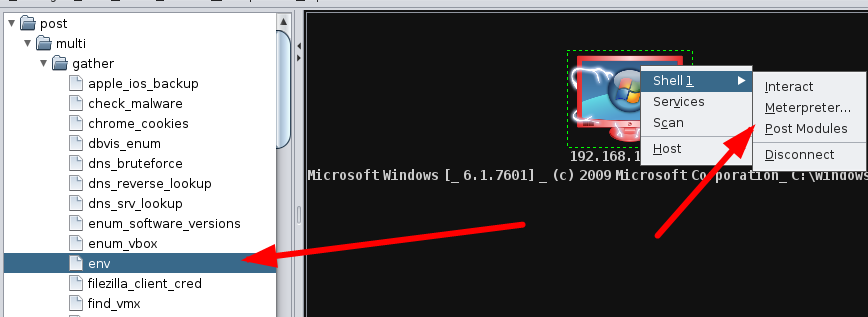 post
multi
gather
apple_ios_backup
check_malware
chrome_cookies
dbvis_enum
dns_bruteforce
dns_reverse_lookup
dns_srv_lookup
enum_software_versions
enum_vbox
env
filezilla_client_cred
find_vmx
Shell 1
Services
Scan
Host
Interact
Meterpreter...
Post Modules
Disconnect
192.168.1
Microsoft Windows [_ 6.1.7601] _ (c) 2009 Microsoft Corporation_ C:\Windows